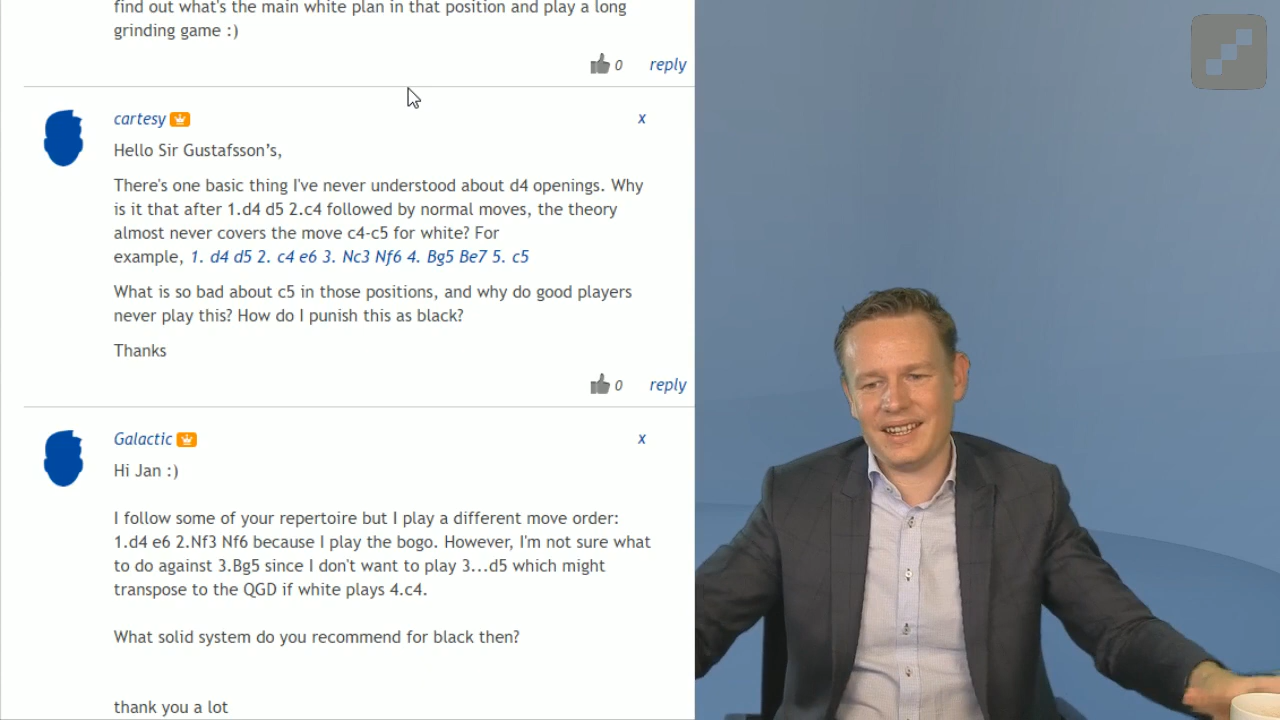 find out what's the main white plan in that position and play a long
grinding game :)
0 reply
cartesy x
Hello Sir Gustafsson’s,
There's one basic thing I've never understood about d4 openings. Why
is it that after 1.d4 d5 2.c4 followed by normal moves, the theory
almost never covers the move c4-c5 for white? For
example, 1. d4 d5 2. c4 e6 3. Nc3 Nf6 4. Bg5 Be7 5. c5
What is so bad about c5 in those positions, and why do good players
never play this? How do I punish this as black?
Thanks
0 reply
Galactic x
Hi Jan :)
I follow some of your repertoire but I play a different move order:
1.d4 e6 2.Nf3 Nf6 because I play the bogo. However, I'm not sure what
to do against 3.Bg5 since I don't want to play 3...d5 which might
transpose to the QGD if white plays 4.c4.
What solid system do you recommend for black then?
thank you a lot